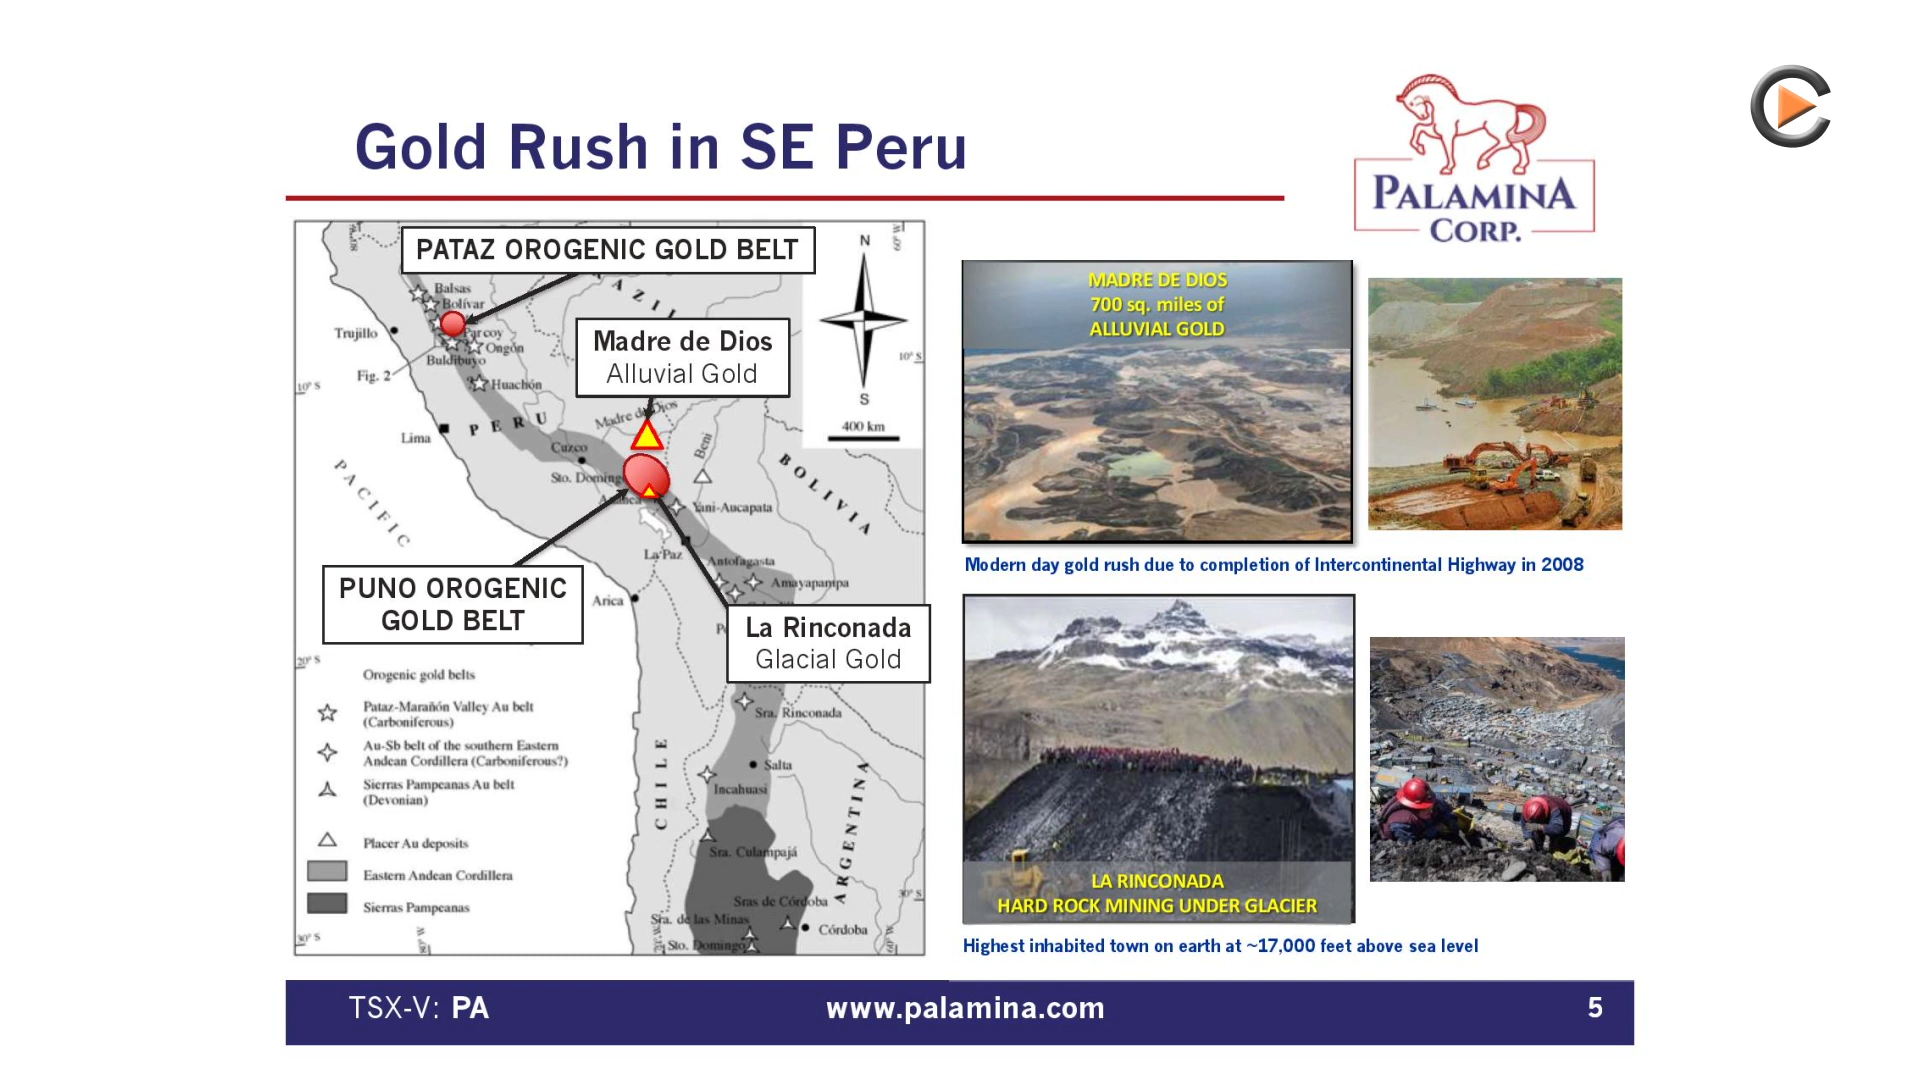 Gold Rush in SE Peru
PALAMINA
CORP.
PATAZ OROGENIC GOLD BELT
N
60° W
Balsas
Bolívar
Trujillo
Parcoy
Ongón
Buldibuyo
Fig. 2
Huachón
Madre de Dios
Alluvial Gold
10° S
10° S
S
400 km
Lima
PERU
Madre de Dios
Beni
Cuzco
Sto. Domingo
BOLIVIA
PACIFIC
Yani-Aucapata
La Paz
Antofagasta
Amayapampa
PUNO OROGENIC
GOLD BELT
Arica
La Rinconada
Glacial Gold
20° S
Orogenic gold belts
Pataz-Marañón Valley Au belt
(Carboniferous)
Au-Sb belt of the southern Eastern
Andean Cordillera (Carboniferous?)
Sierras Pampeanas Au belt
(Devonian)
Placer Au deposits
Eastern Andean Cordillera
Sierras Pampeanas
Sra. Rinconada
CHILE
Salta
Incahuasi
ARGENTINA
Sra. Culampajá
Sras de Córdoba
30° S
Sra. de las Minas
Córdoba
Sto. Domingo
30° S
60° W
MADRE DE DIOS
700 sq. miles of
ALLUVIAL GOLD
Modern day gold rush due to completion of Intercontinental Highway in 2008
LA RINCONADA
HARD ROCK MINING UNDER GLACIER
Highest inhabited town on earth at ~17,000 feet above sea level
TSX-V: PA
www.palamina.com
5